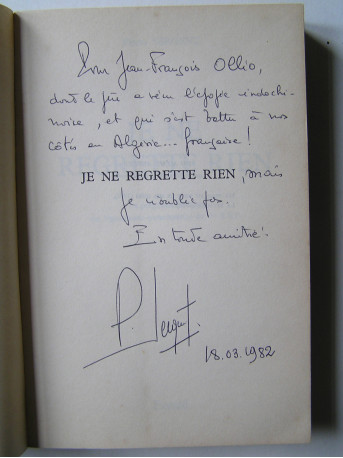 Pour Jean-François Ollio,
dont le père a vécu l'épopée indochi-
noise, et qui s'est battu à nos
côtés en Algérie... française !
JE NE REGRETTE RIEN, mais
je n'oublie pas.
En toute amitié.
P. Sergent.
18.03.1982